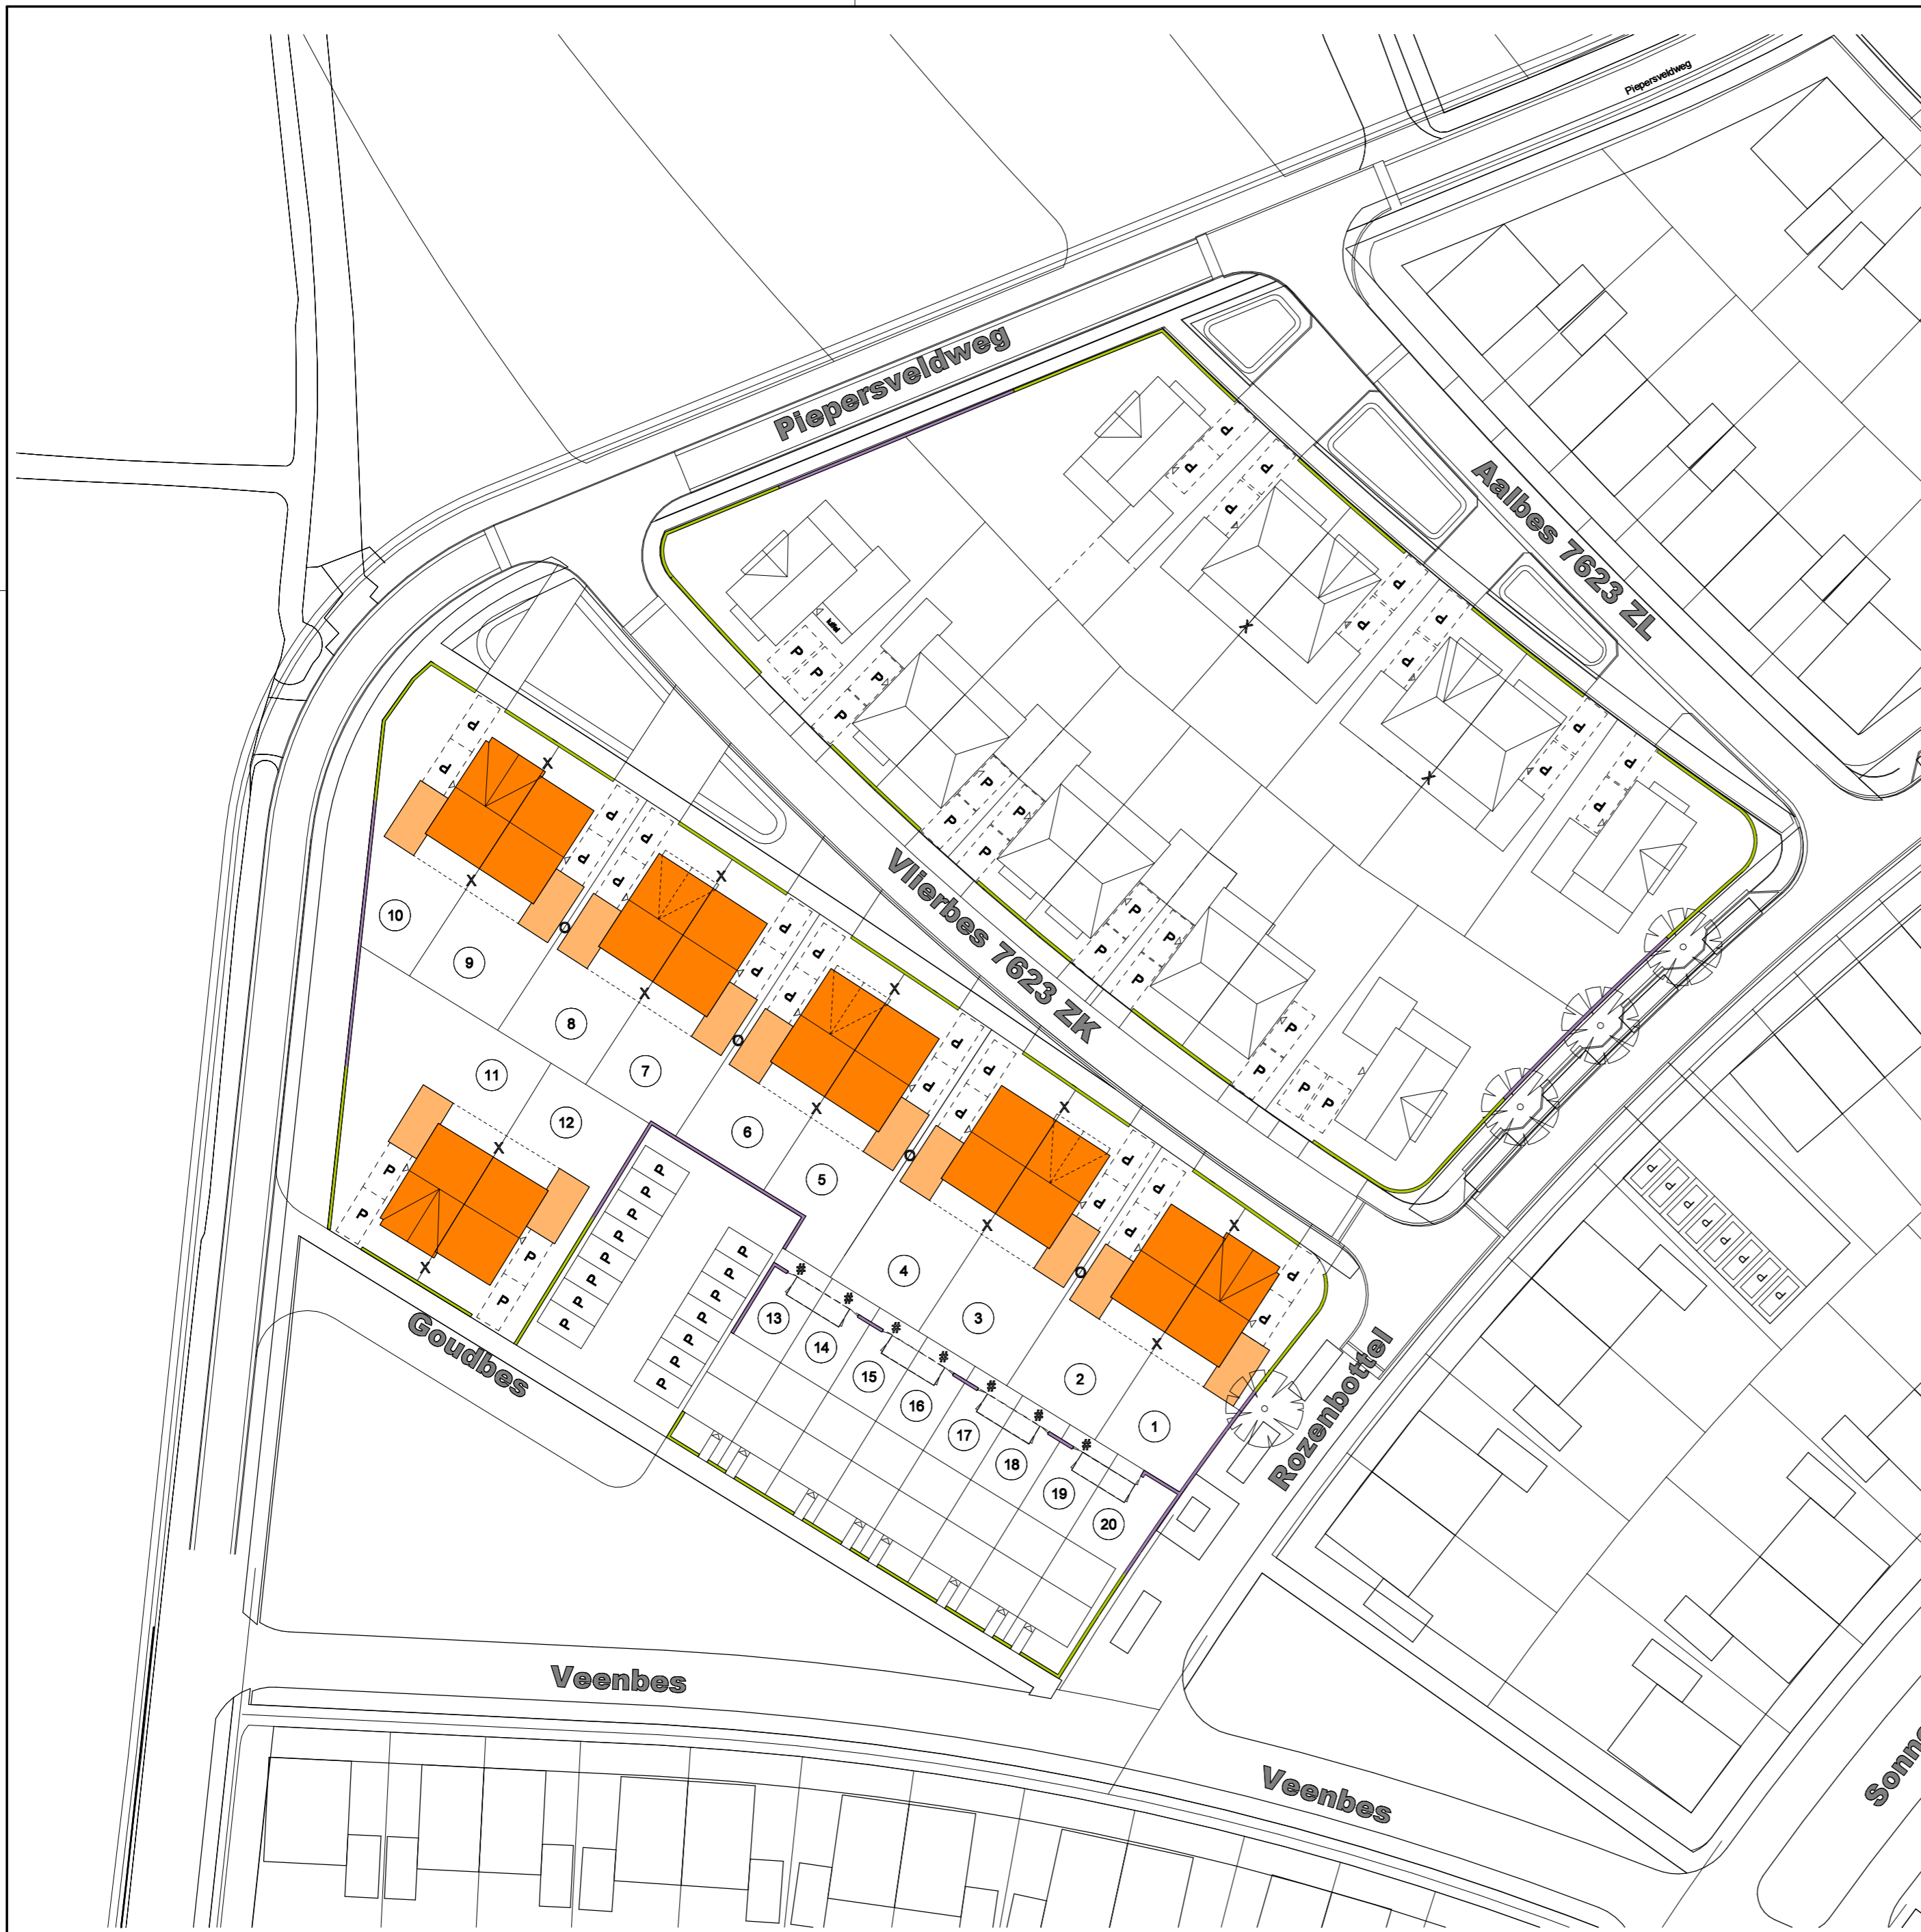 Piepersveldweg
Piepersveldweg
Aalbes 7623 ZL
Vlierbes 7623 ZK
P P
P P
P P
P P
P P
P P
P P
P P
P P
P P
P P
P P
P P
P P
X
X
X
X
X
X
X
X
X
X
X
X
X
X
O
O
O
O
10
9
8
7
11
12
6
5
4
3
2
1
P P P P P P P
P P P P P P
P P P P P P P
# # # # # # #
13
14
15
16
17
18
19
20
Goudbes
Rozenbottel
Veenbes
Veenbes